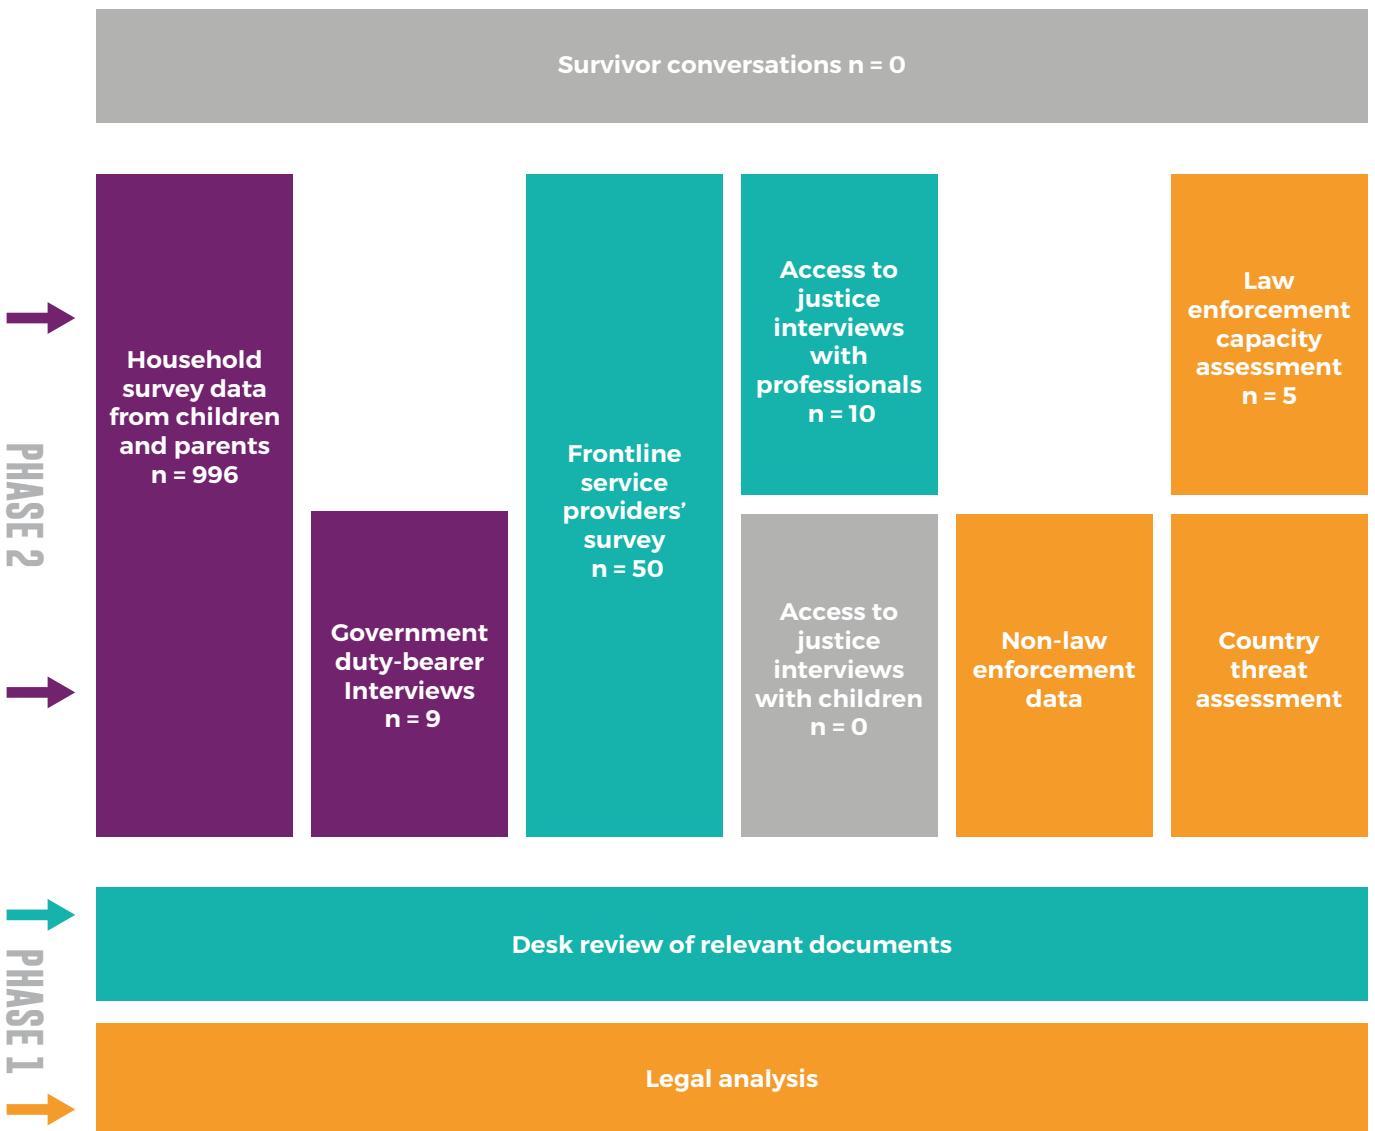 Survivor conversations n = 0
PHASE 2
Household
survey data
from children
and parents
n = 996
Government
duty-bearer
Interviews
n = 9
Frontline
service
providers’
survey
n = 50
Access to
justice
interviews
with
professionals
n = 10
Access to
justice
interviews
with children
n = 0
Non-law
enforcement
data
Law
enforcement
capacity
assessment
n = 5
Country
threat
assessment
PHASE 1
Desk review of relevant documents
Legal analysis